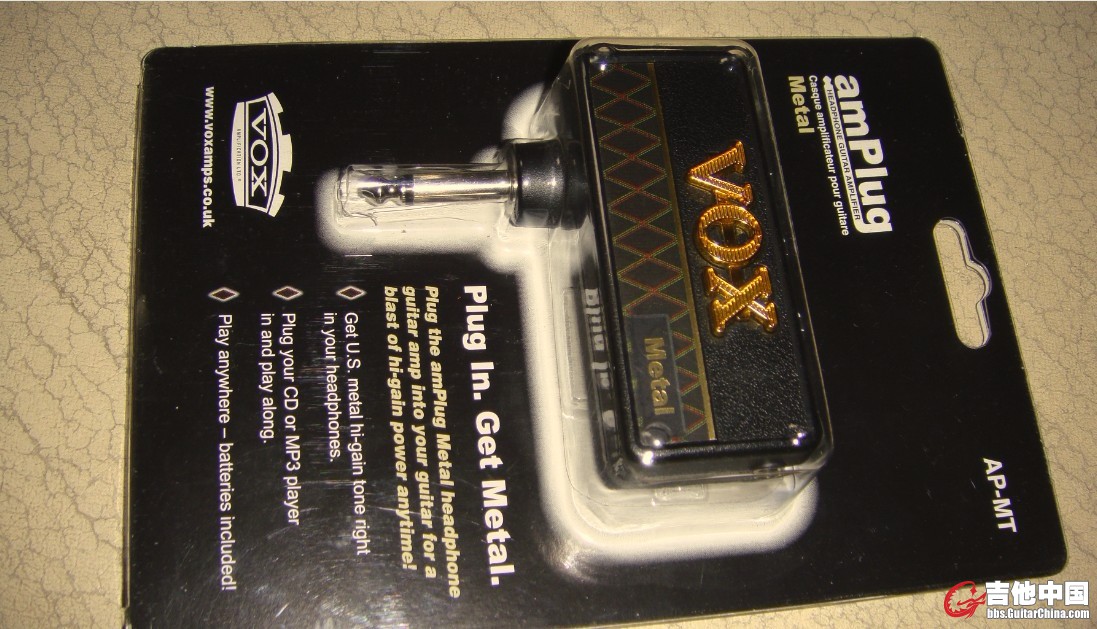 AP-MT
amPlug
HEADPHONE GUITAR AMPLIFIER
Casque amplificateur pour guitare
Metal
VOX
Metal
Plug In. Get Metal.
Plug the amPlug Metal headphone
guitar amp into your guitar for a
blast of hi-gain power anytime!
Get U.S. metal hi-gain tone right
in your headphones.
Plug your CD or MP3 player
in and play along.
Play anywhere – batteries included!
VOX
www.voxamps.co.uk
吉他中国
bbs.GuitarChina.com